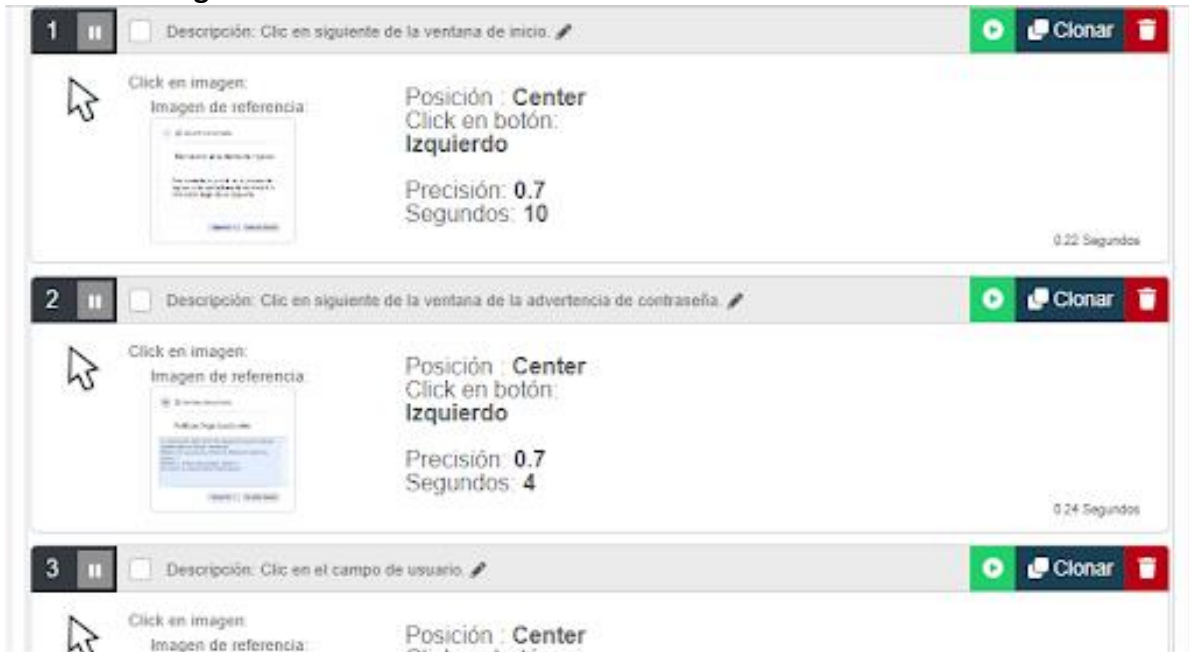 1 Descripción: Clic en siguiente de la ventana de inicio. Clonar
Click en imagen:
Imagen de referencia:
Posición : Center
Click en botón:
Izquierdo
Precisión: 0.7
Segundos: 10
0.22 Segundos
2 Descripción: Clic en siguiente de la ventana de la advertencia de contraseña. Clonar
Click en imagen:
Imagen de referencia:
Posición : Center
Click en botón:
Izquierdo
Precisión: 0.7
Segundos: 4
0.24 Segundos
3 Descripción: Clic en el campo de usuario. Clonar
Click en imagen:
Imagen de referencia:
Posición : Center